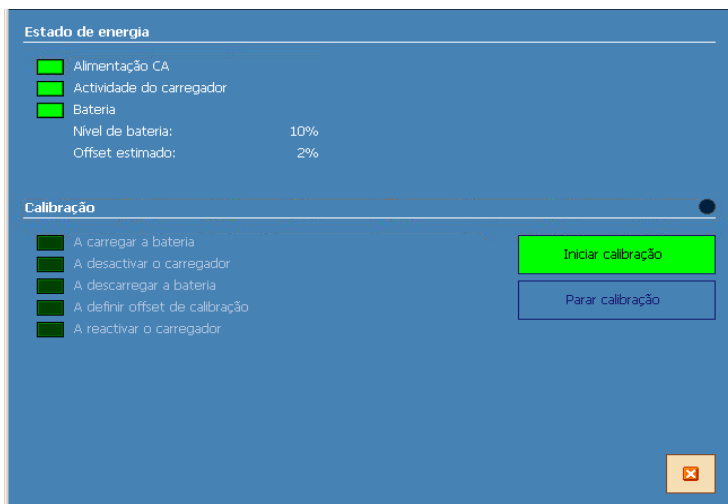 Estado de energia
Alimentação CA
Actividade do carregador
Bateria
Nível de bateria: 10%
Offset estimado: 2%
Calibração
A carregar a bateria
A desactivar o carregador
A descarregar a bateria
A definir offset de calibração
A reactivar o carregador
Iniciar calibração
Parar calibração